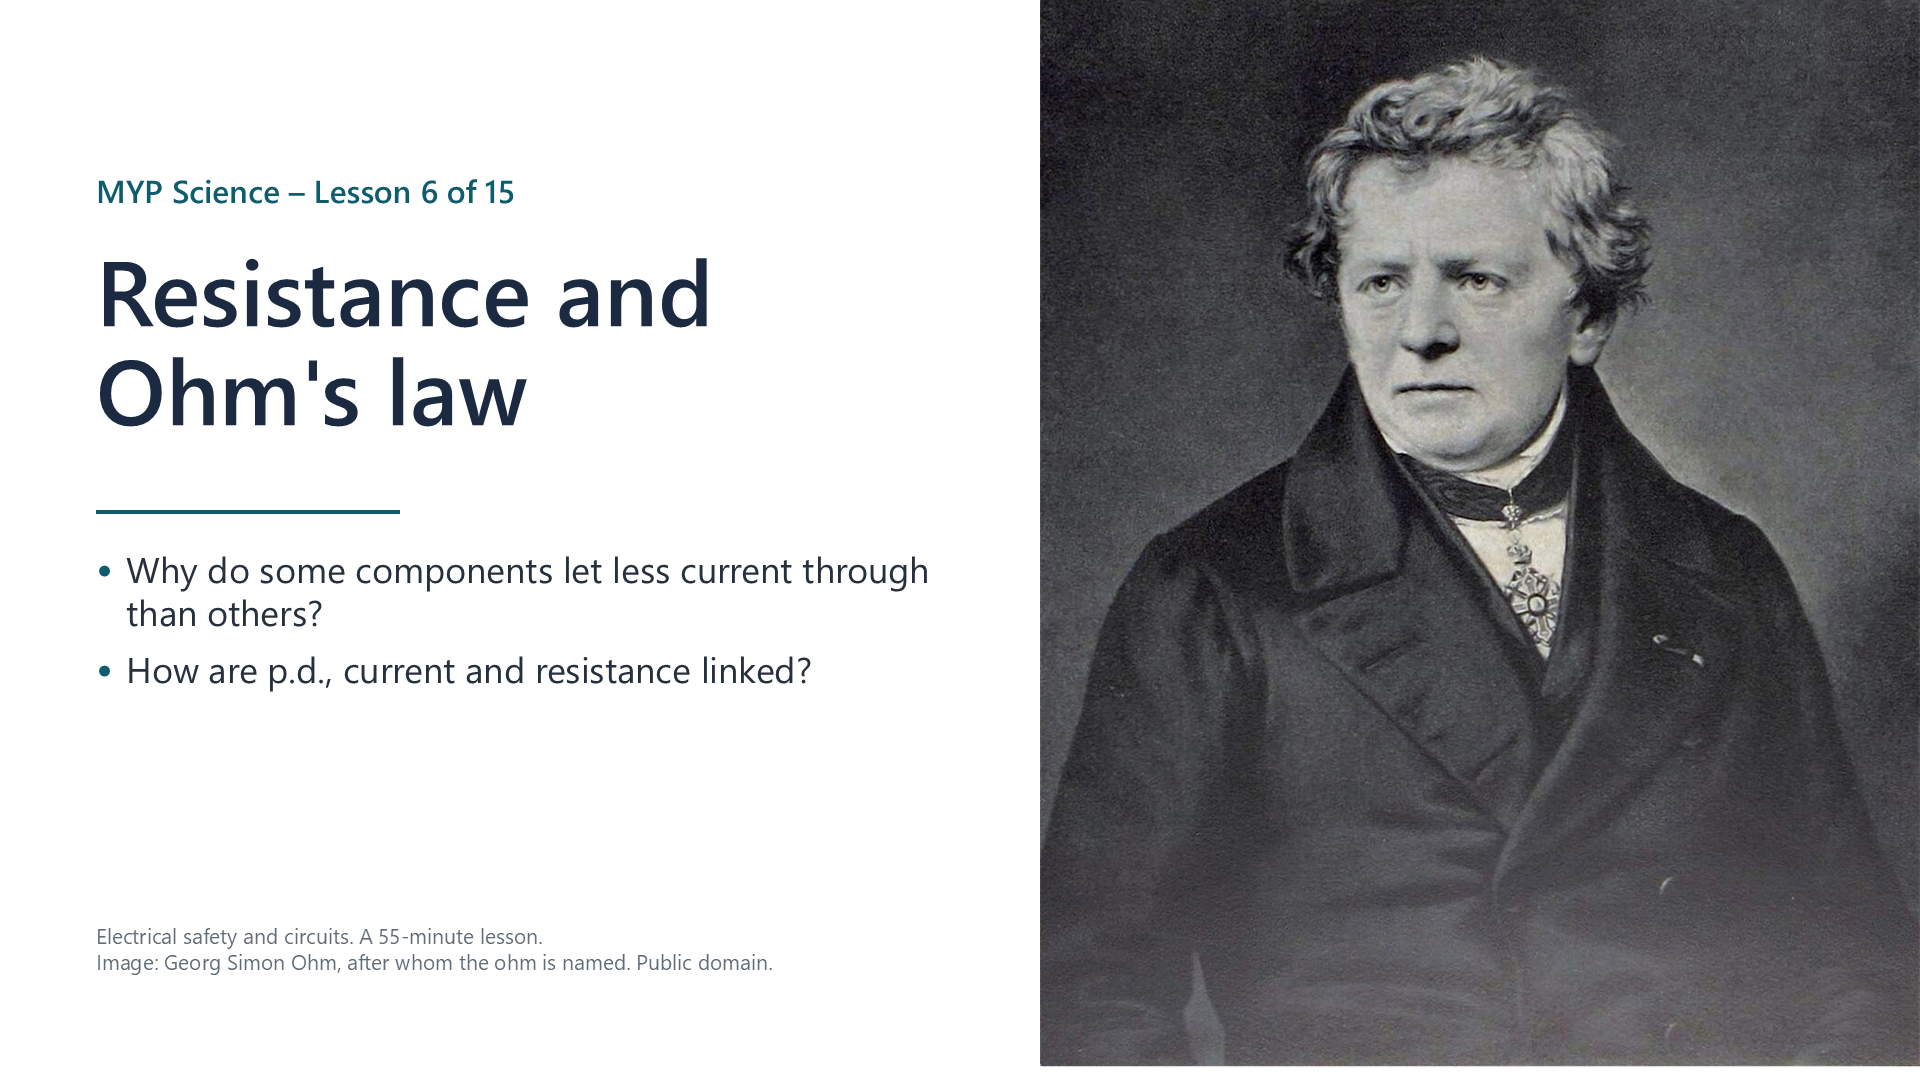 MYP Science – Lesson 6 of 15
Resistance and
Ohm's law
• Why do some components let less current through
than others?
• How are p.d., current and resistance linked?
Electrical safety and circuits. A 55-minute lesson.
Image: Georg Simon Ohm, after whom the ohm is named. Public domain.